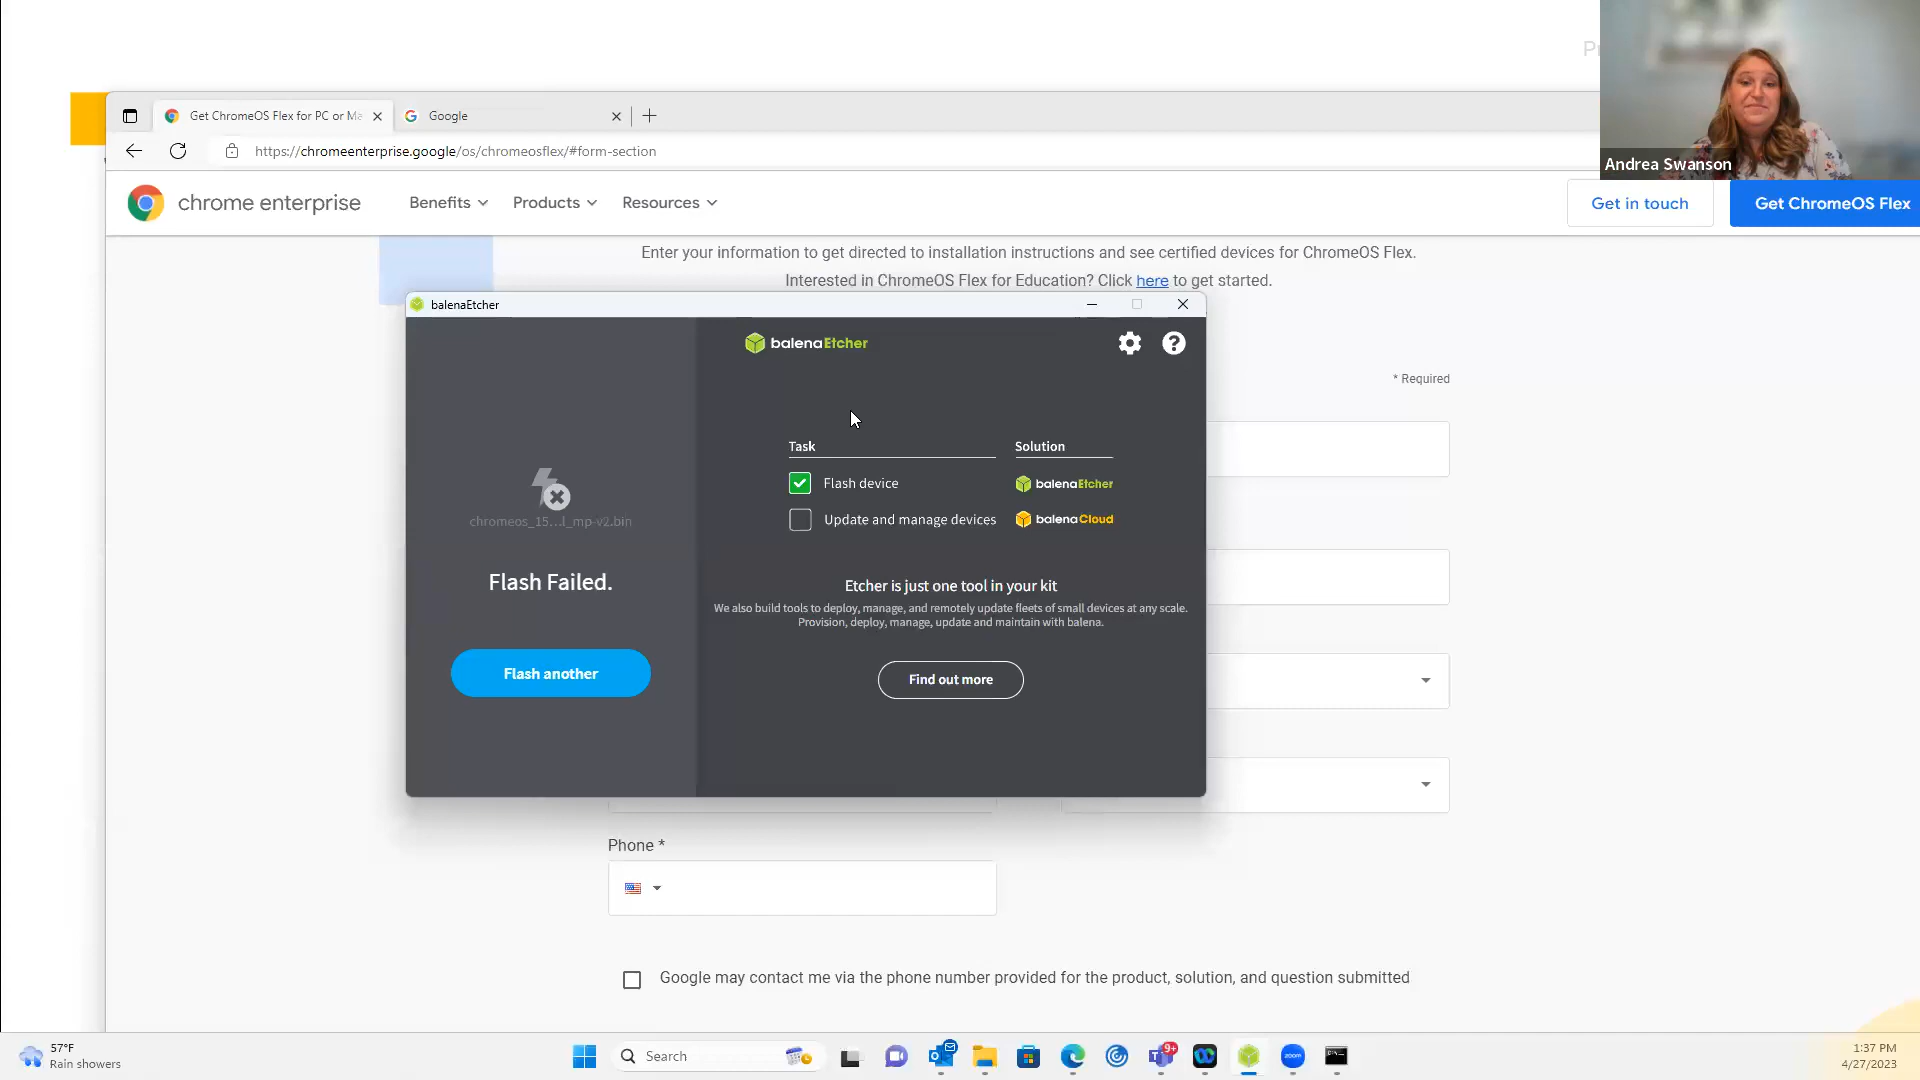 Andrea Swanson
Get ChromeOS Flex for PC or Ma
Google
https://chromeenterprise.google/os/chromeosflex/#form-section
chrome enterprise
Benefits
Products
Resources
Get in touch
Get ChromeOS Flex
Enter your information to get directed to installation instructions and see certified devices for ChromeOS Flex.
Interested in ChromeOS Flex for Education? Click here to get started.
balenaEtcher
balenaEtcher
* Required
Task
Solution
Flash device
balenaEtcher
Update and manage devices
balenaCloud
chromeos_15...l_mp-v2.bin
Flash Failed.
Flash another
Etcher is just one tool in your kit
We also build tools to deploy, manage, and remotely update fleets of small devices at any scale.
Provision, deploy, manage, update and maintain with balena.
Find out more
Phone *
Google may contact me via the phone number provided for the product, solution, and question submitted
57°F
Rain showers
Search
9+
zoom
1:37 PM
4/27/2023